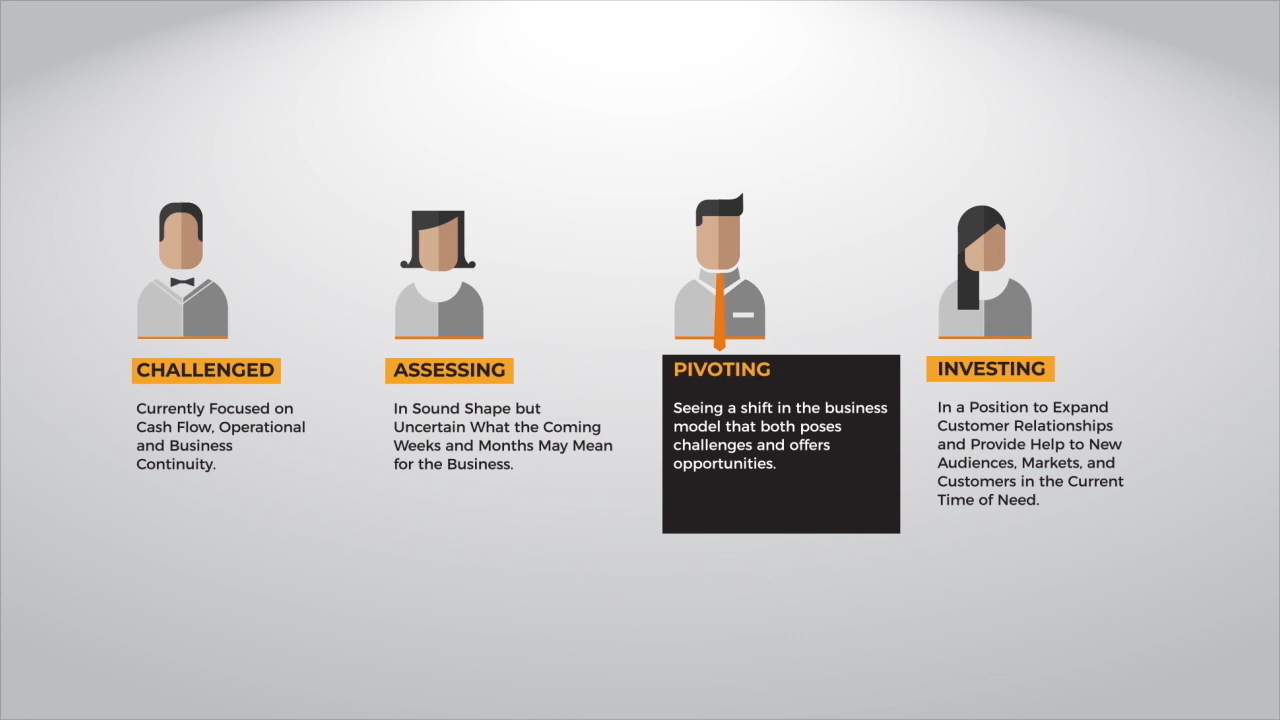 CHALLENGED
Currently Focused on
Cash Flow, Operational
and Business
Continuity.
ASSESSING
In Sound Shape but
Uncertain What the Coming
Weeks and Months May Mean
for the Business.
PIVOTING
Seeing a shift in the business
model that both poses
challenges and offers
opportunities.
INVESTING
In a Position to Expand
Customer Relationships
and Provide Help to New
Audiences, Markets, and
Customers in the Current
Time of Need.